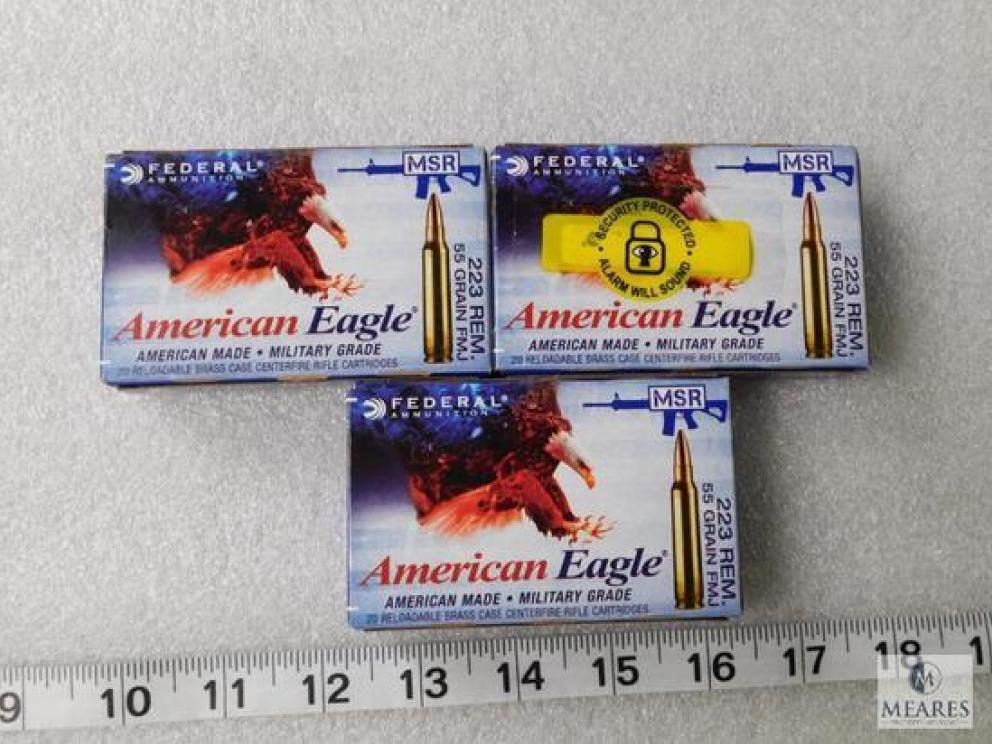 FEDERAL®
AMMUNITION
MSR
223 REM.
55 GRAIN FMJ
American Eagle®
AMERICAN MADE • MILITARY GRADE
20 RELOADABLE BRASS CASE CENTERFIRE RIFLE CARTRIDGES
FEDERAL®
AMMUNITION
MSR
• SECURITY PROTECTED •
ALARM WILL SOUND
223 REM.
55 GRAIN FMJ
American Eagle®
AMERICAN MADE • MILITARY GRADE
20 RELOADABLE BRASS CASE CENTERFIRE RIFLE CARTRIDGES
FEDERAL®
AMMUNITION
MSR
223 REM.
55 GRAIN FMJ
American Eagle®
AMERICAN MADE • MILITARY GRADE
20 RELOADABLE BRASS CASE CENTERFIRE RIFLE CARTRIDGES
9 10 11 12 13 14 15 16 17 18 1
M
MEARES